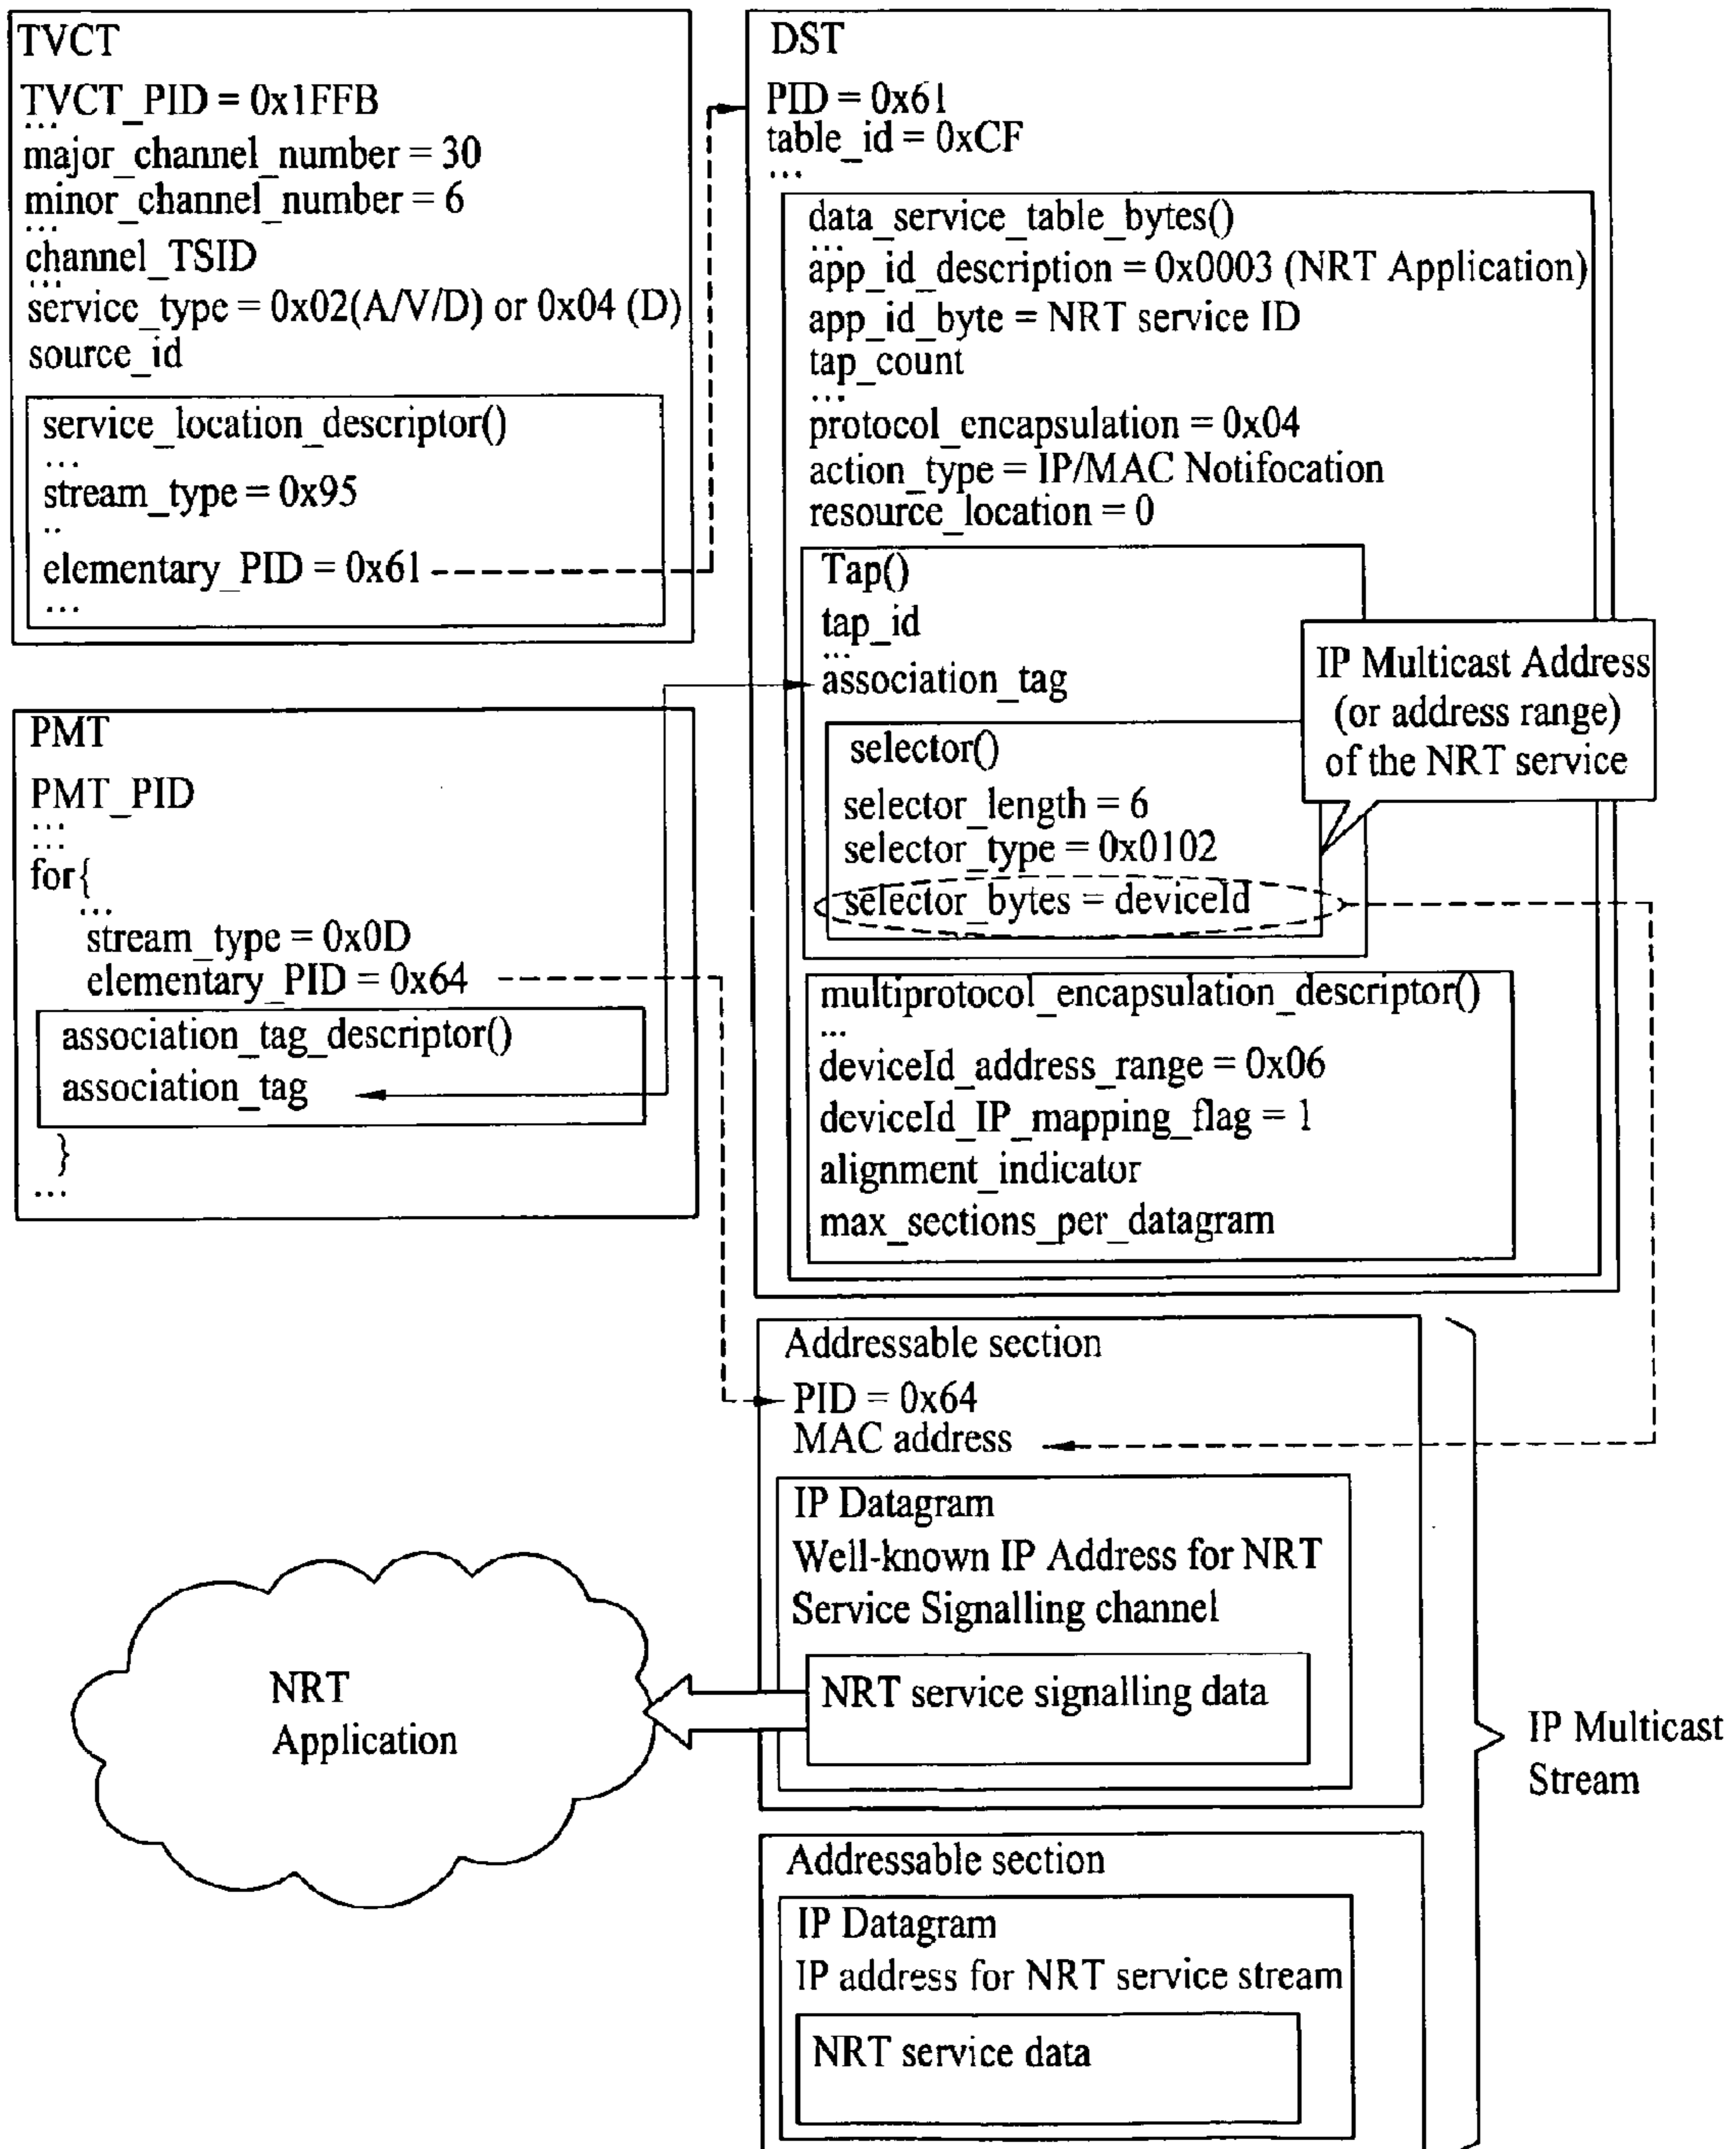 TVCT
TVCT_PID = 0x1FFB
...
major_channel_number = 30
minor_channel_number = 6
...
channel_TSID
...
service_type = 0x02(A/V/D) or 0x04 (D)
source_id
service_location_descriptor()
...
stream_type = 0x95
..
elementary_PID = 0x61
...
PMT
PMT_PID
...
...
for{
...
stream_type = 0x0D
elementary_PID = 0x64
association_tag_descriptor()
association_tag
}
...
DST
PID = 0x61
table_id = 0xCF
...
data_service_table_bytes()
...
app_id_description = 0x0003 (NRT Application)
app_id_byte = NRT service ID
tap_count
...
protocol_encapsulation = 0x04
action_type = IP/MAC Notifocation
resource_location = 0
Tap()
tap_id
...
association_tag
selector()
selector_length = 6
selector_type = 0x0102
selector_bytes = deviceId
IP Multicast Address
(or address range)
of the NRT service
multiprotocol_encapsulation_descriptor()
...
deviceId_address_range = 0x06
deviceId_IP_mapping_flag = 1
alignment_indicator
max_sections_per_datagram
Addressable section
PID = 0x64
MAC address
IP Datagram
Well-known IP Address for NRT
Service Signalling channel
NRT service signalling data
NRT
Application
IP Multicast
Stream
Addressable section
IP Datagram
IP address for NRT service stream
NRT service data